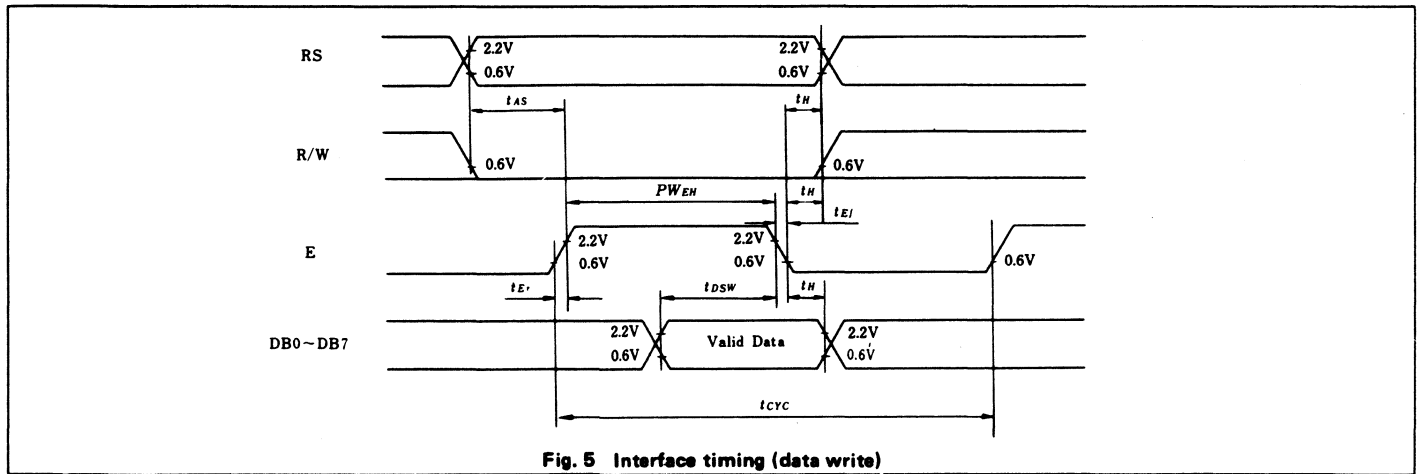 RS
2.2V
0.6V
2.2V
0.6V
tAS
tH
R/W
0.6V
0.6V
PWEH
tH
tEf
E
2.2V
0.6V
2.2V
0.6V
0.6V
tEr
tDSW
tH
DB0~DB7
2.2V
0.6V
Valid Data
2.2V
0.6V
tCYC
Fig. 5 Interface timing (data write)